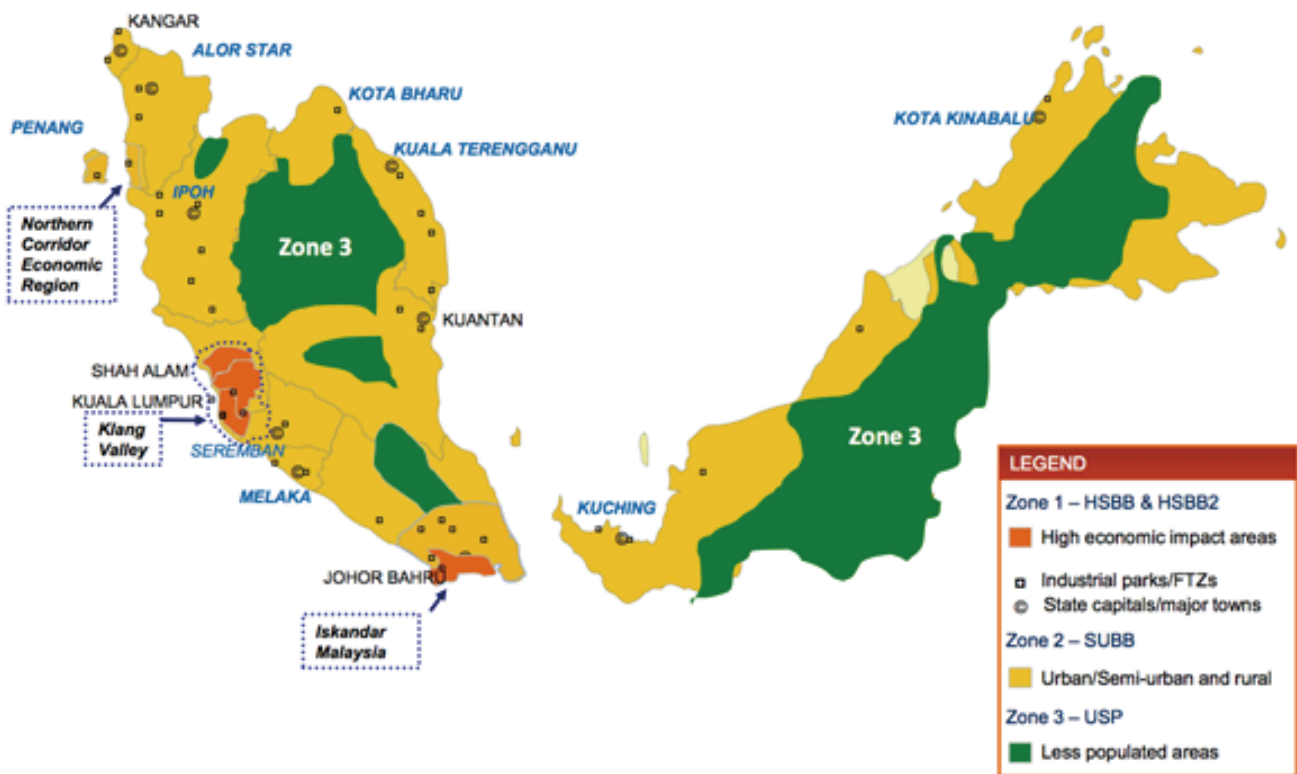 KANGAR
ALOR STAR
KOTA BHARU
PENANG
KUALA TERENGGANU
IPOH
Northern
Corridor
Economic
Region
Zone 3
KUANTAN
SHAH ALAM
KUALA LUMPUR
Klang
Valley
SEREMBAN
MELAKA
JOHOR BAHRU
Iskandar
Malaysia
KOTA KINABALU
Zone 3
KUCHING
LEGEND
Zone 1 – HSBB & HSBB2
High economic impact areas
Industrial parks/FTZs
© State capitals/major towns
Zone 2 – SUBB
Urban/Semi-urban and rural
Zone 3 – USP
Less populated areas